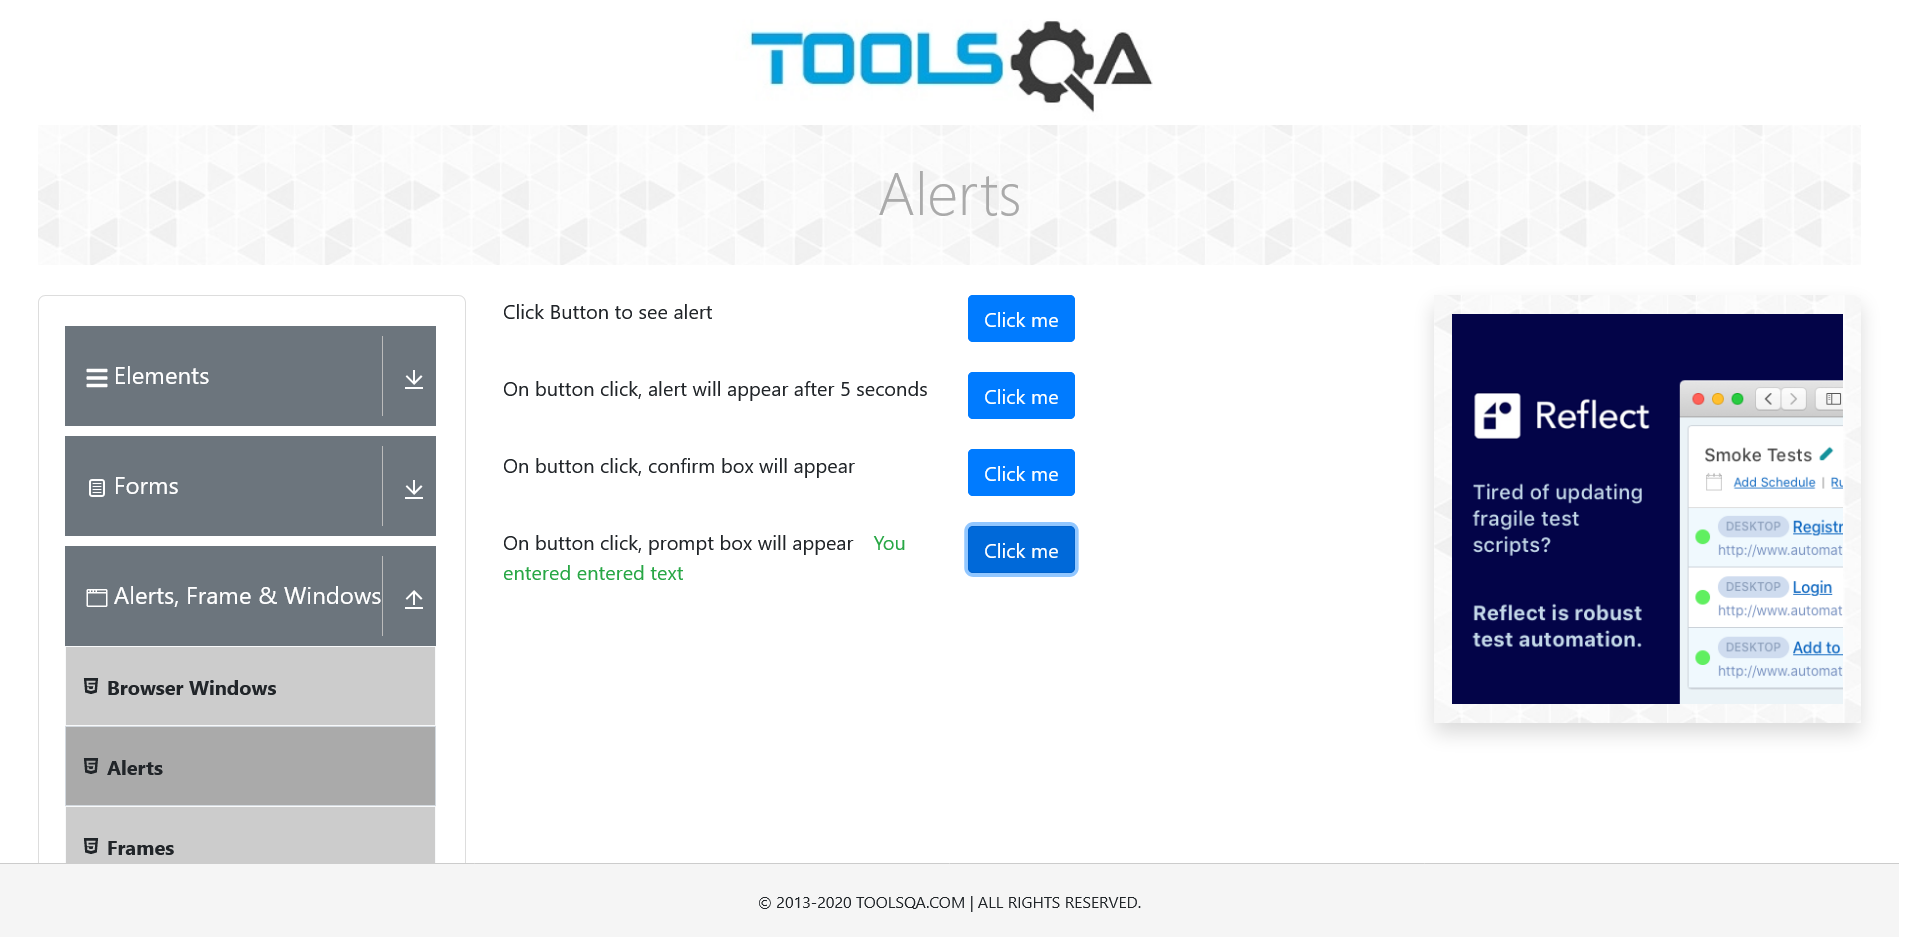 TOOLSQA
Alerts
Elements
Forms
Alerts, Frame & Windows
Browser Windows
Alerts
Frames
Click Button to see alert
Click me
On button click, alert will appear after 5 seconds
Click me
On button click, confirm box will appear
Click me
On button click, prompt box will appear You
entered entered text
Click me
Reflect
Tired of updating
fragile test
scripts?
Reflect is robust
test automation.
Smoke Tests
Add Schedule |
DESKTOP
http://www.automat
DESKTOP Login
http://www.automat
DESKTOP Add to
http://www.automat
© 2013-2020 TOOLSQA.COM | ALL RIGHTS RESERVED.